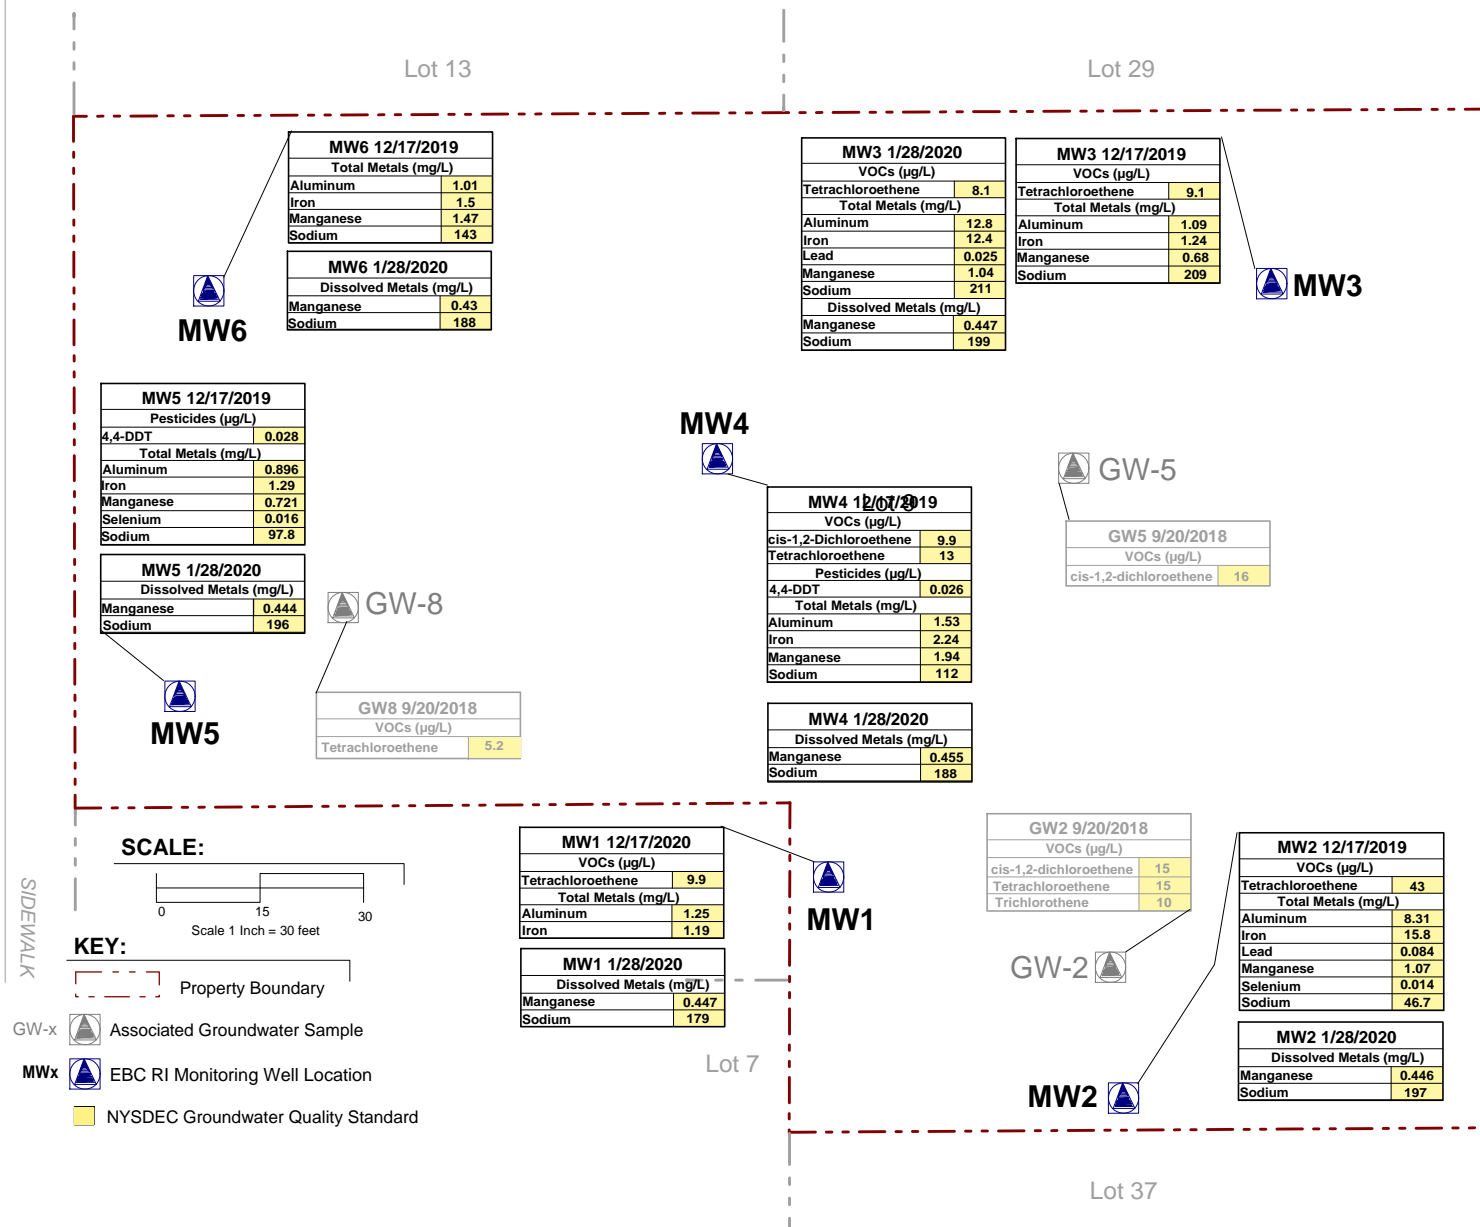 Lot 13
Lot 29
MW6 12/17/2019
Total Metals (mg/L)
Aluminum 1.01
Iron 1.5
Manganese 1.47
Sodium 143
MW6 1/28/2020
Dissolved Metals (mg/L)
Manganese 0.43
Sodium 188
MW6
MW3 1/28/2020
VOCs (µg/L)
Tetrachloroethene 8.1
Total Metals (mg/L)
Aluminum 12.8
Iron 12.4
Lead 0.025
Manganese 1.04
Sodium 211
Dissolved Metals (mg/L)
Manganese 0.447
Sodium 199
MW3 12/17/2019
VOCs (µg/L)
Tetrachloroethene 9.1
Total Metals (mg/L)
Aluminum 1.09
Iron 1.24
Manganese 0.68
Sodium 209
MW3
MW5 12/17/2019
Pesticides (µg/L)
4,4-DDT 0.028
Total Metals (mg/L)
Aluminum 0.896
Iron 1.29
Manganese 0.721
Selenium 0.016
Sodium 97.8
MW5 1/28/2020
Dissolved Metals (mg/L)
Manganese 0.444
Sodium 196
MW5
GW-8
GW8 9/20/2018
VOCs (µg/L)
Tetrachloroethene 5.2
MW4
Lot 9
MW4 12/17/2019
VOCs (µg/L)
cis-1,2-Dichloroethene 9.9
Tetrachloroethene 13
Pesticides (µg/L)
4,4-DDT 0.026
Total Metals (mg/L)
Aluminum 1.53
Iron 2.24
Manganese 1.94
Sodium 112
MW4 1/28/2020
Dissolved Metals (mg/L)
Manganese 0.455
Sodium 188
GW-5
GW5 9/20/2018
VOCs (µg/L)
cis-1,2-dichloroethene 16
MW1 12/17/2020
VOCs (µg/L)
Tetrachloroethene 9.9
Total Metals (mg/L)
Aluminum 1.25
Iron 1.19
MW1 1/28/2020
Dissolved Metals (mg/L)
Manganese 0.447
Sodium 179
MW1
GW2 9/20/2018
VOCs (µg/L)
cis-1,2-dichloroethene 15
Tetrachloroethene 15
Trichlorothene 10
GW-2
MW2 12/17/2019
VOCs (µg/L)
Tetrachloroethene 43
Total Metals (mg/L)
Aluminum 8.31
Iron 15.8
Lead 0.084
Manganese 1.07
Selenium 0.014
Sodium 46.7
MW2 1/28/2020
Dissolved Metals (mg/L)
Manganese 0.446
Sodium 197
MW2
Lot 7
Lot 37
SIDEWALK
SCALE:
0 15 30
Scale 1 Inch = 30 feet
KEY:
Property Boundary
GW-x Associated Groundwater Sample
MWx EBC RI Monitoring Well Location
NYSDEC Groundwater Quality Standard